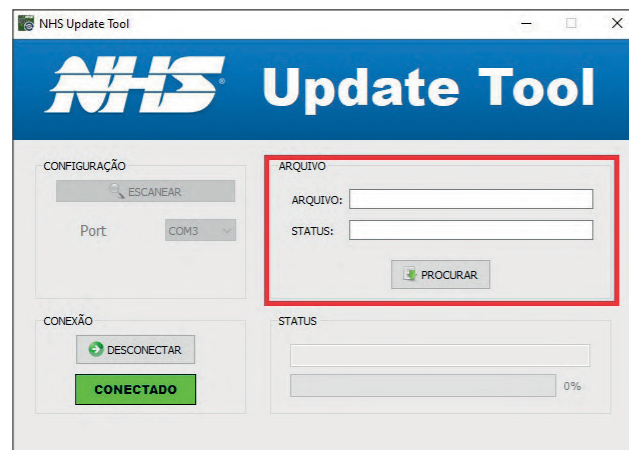 NHS Update Tool
NHS® Update Tool
CONFIGURAÇÃO
ESCANEAR
Port COM3
ARQUIVO
ARQUIVO:
STATUS:
PROCURAR
CONEXÃO
DESCONECTAR
CONECTADO
STATUS
0%